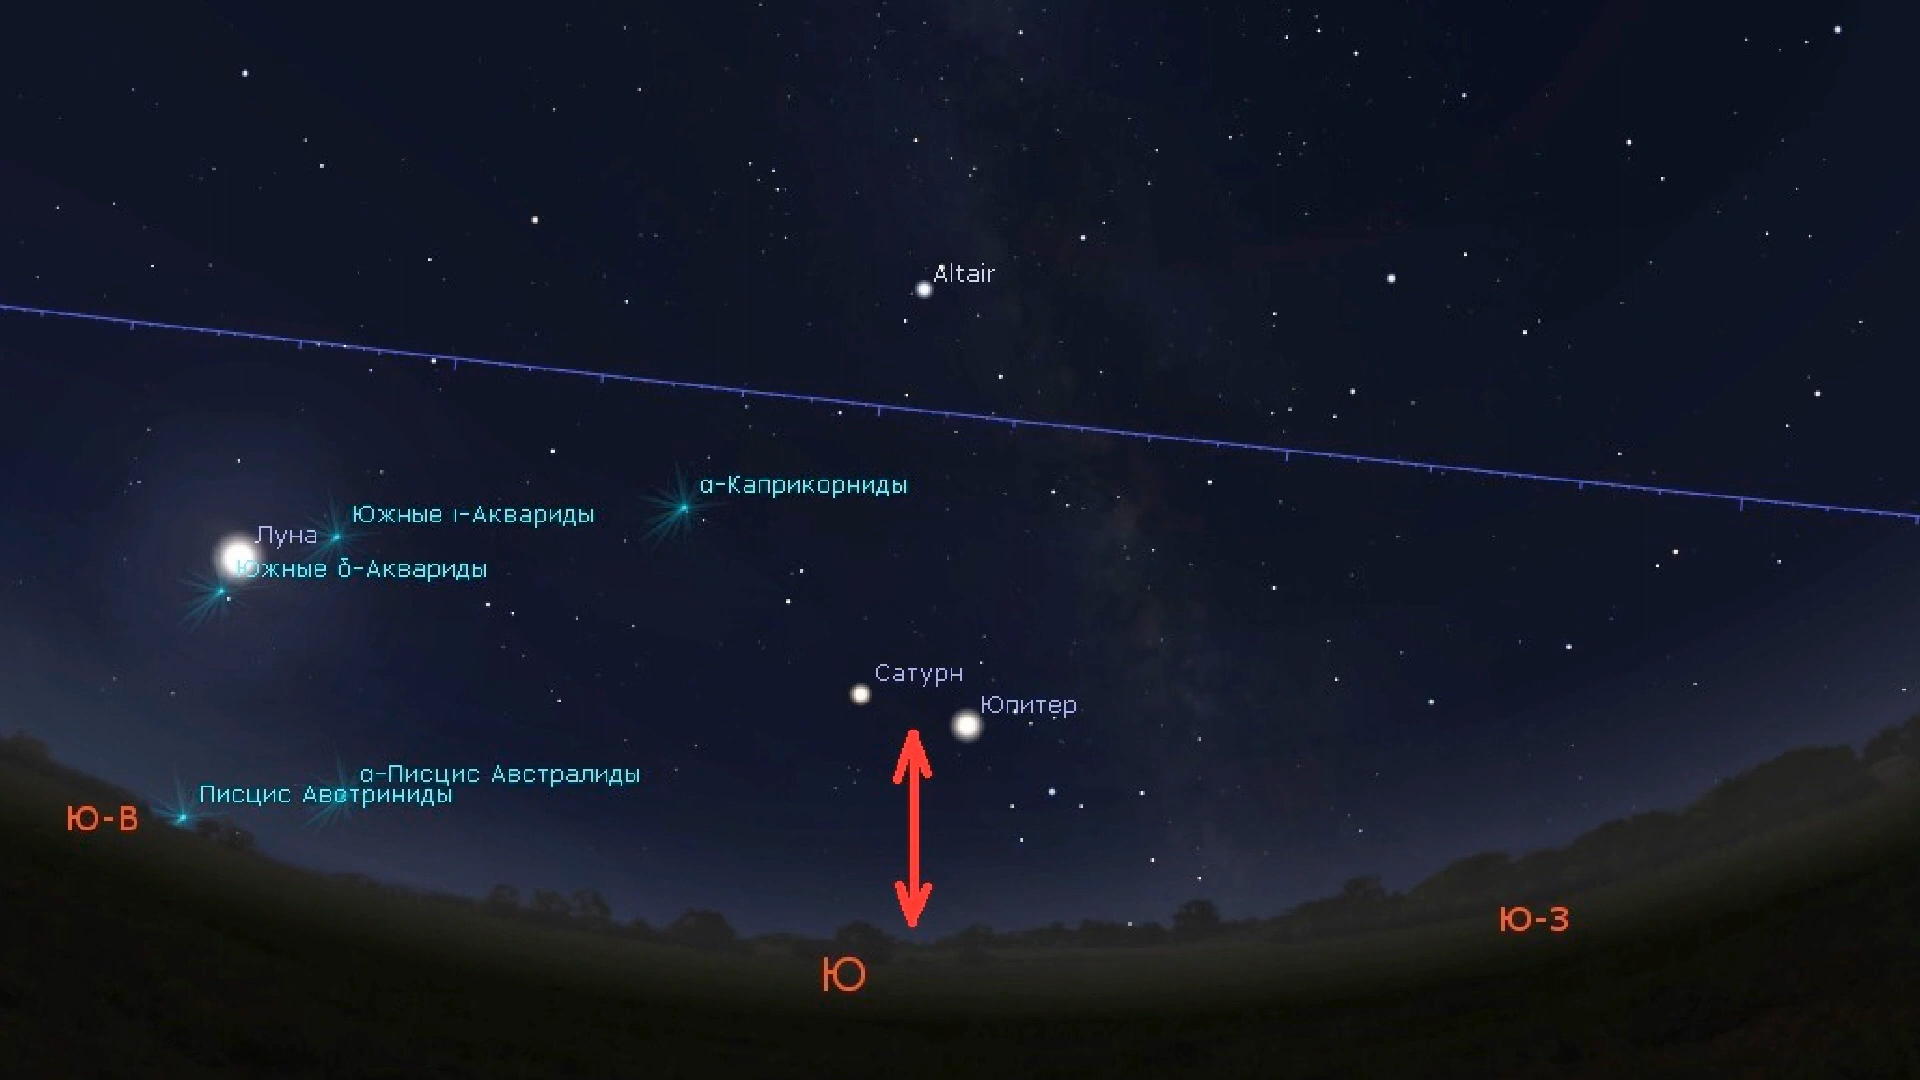 Altair
α-Каприкорниды
Южные ι-Аквариды
Луна
Южные δ-Аквариды
Сатурн
Юпитер
α-Писцис Австралиды
Писцис Австриниды
Ю-В
Ю-З
Ю